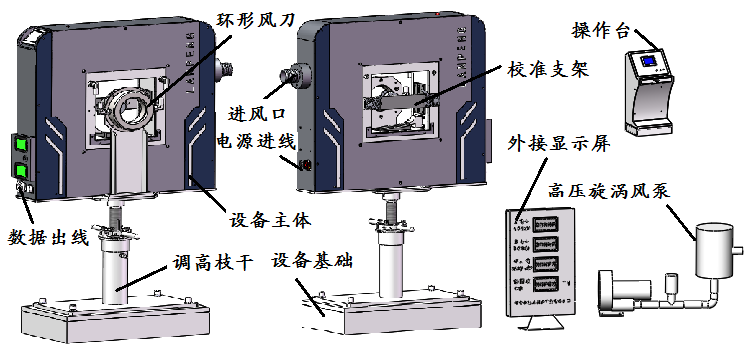 环形风刀
操作台
LANPENG
LANPENG
校准支架
进风口
电源进线
外接显示屏
高压旋涡风泵
数据出线
设备主体
调高枝干
设备基础